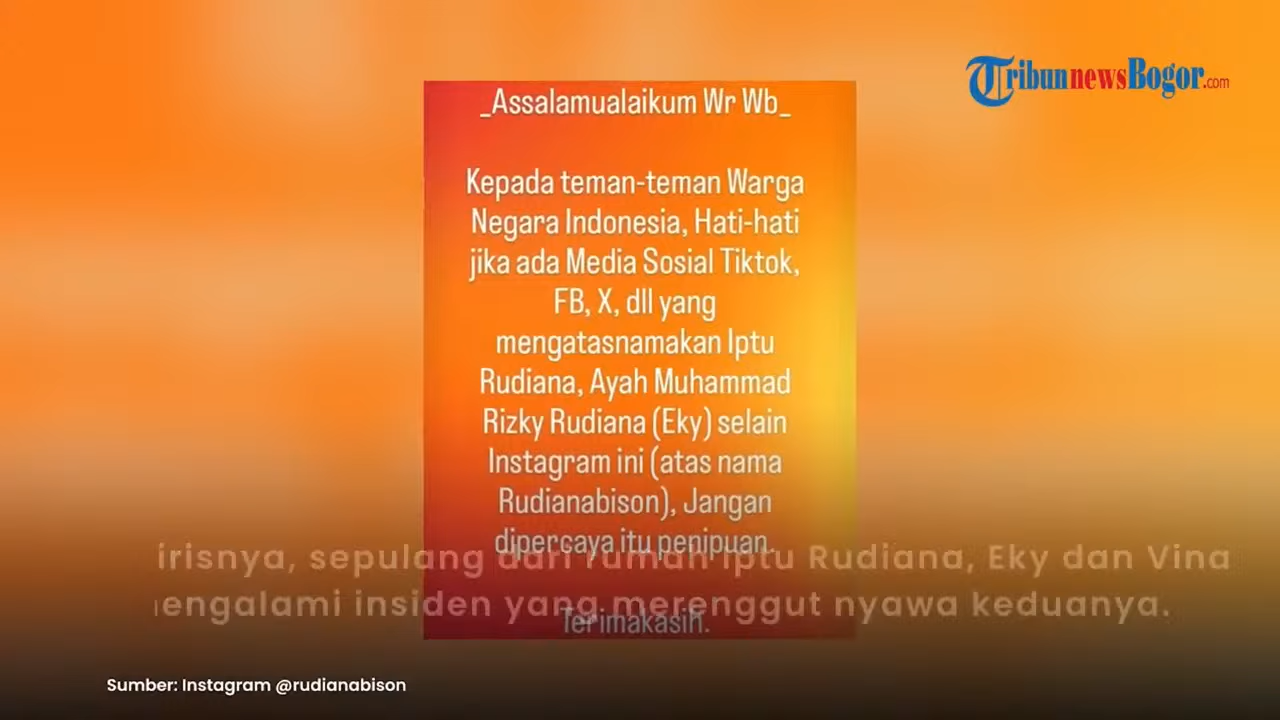 TribunnewsBogor.com
_Assalamualaikum Wr Wb_
Kepada teman-teman Warga
Negara Indonesia, Hati-hati
jika ada Media Sosial Tiktok,
FB, X, dll yang
mengatasnamakan Iptu
Rudiana, Ayah Muhammad
Rizky Rudiana (Eky) selain
Instagram ini (atas nama
Rudianabison), Jangan
dipercaya itu penipuan.
irisnya, sepulang dari rumah Iptu Rudiana, Eky dan Vina
engalami insiden yang merenggut nyawa keduanya.
Terimakasih.
Sumber: Instagram @rudianabison